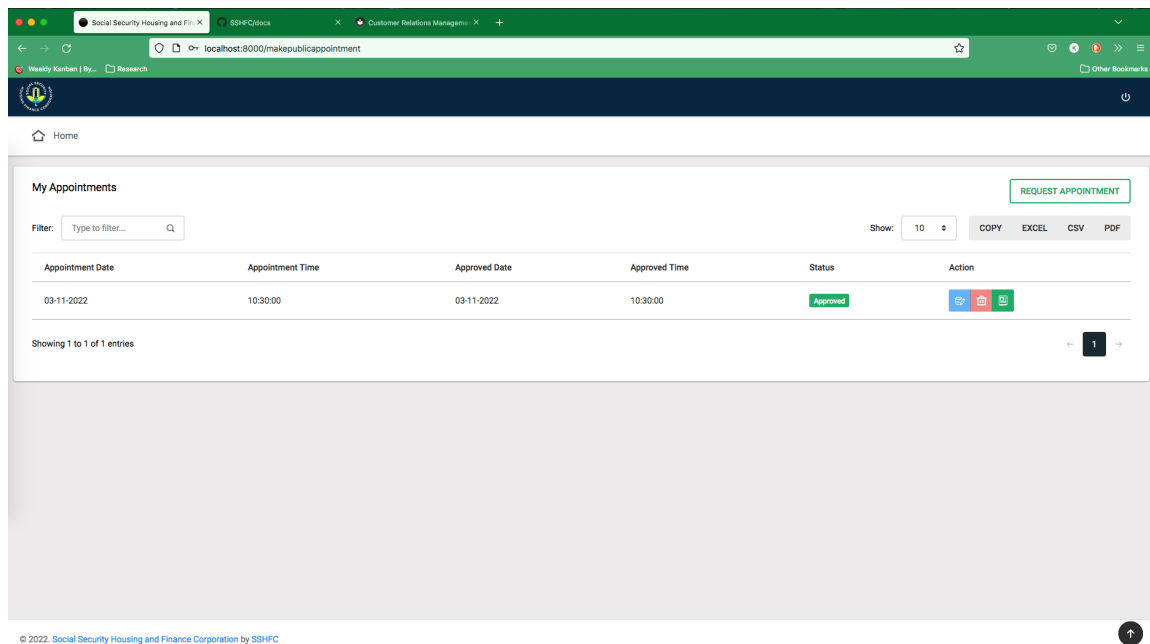 Social Security Housing and Fin
SSHFC/docs
Customer Relations Managemen
localhost:8000/makepublicappointment
Weekly Kanban | By...
Research
Other Bookmarks
Home
My Appointments
REQUEST APPOINTMENT
Filter: Type to filter... Show: 10 COPY EXCEL CSV PDF
Appointment Date Appointment Time Approved Date Approved Time Status Action
03-11-2022 10:30:00 03-11-2022 10:30:00 Approved
Showing 1 to 1 of 1 entries 1
© 2022. Social Security Housing and Finance Corporation by SSHFC